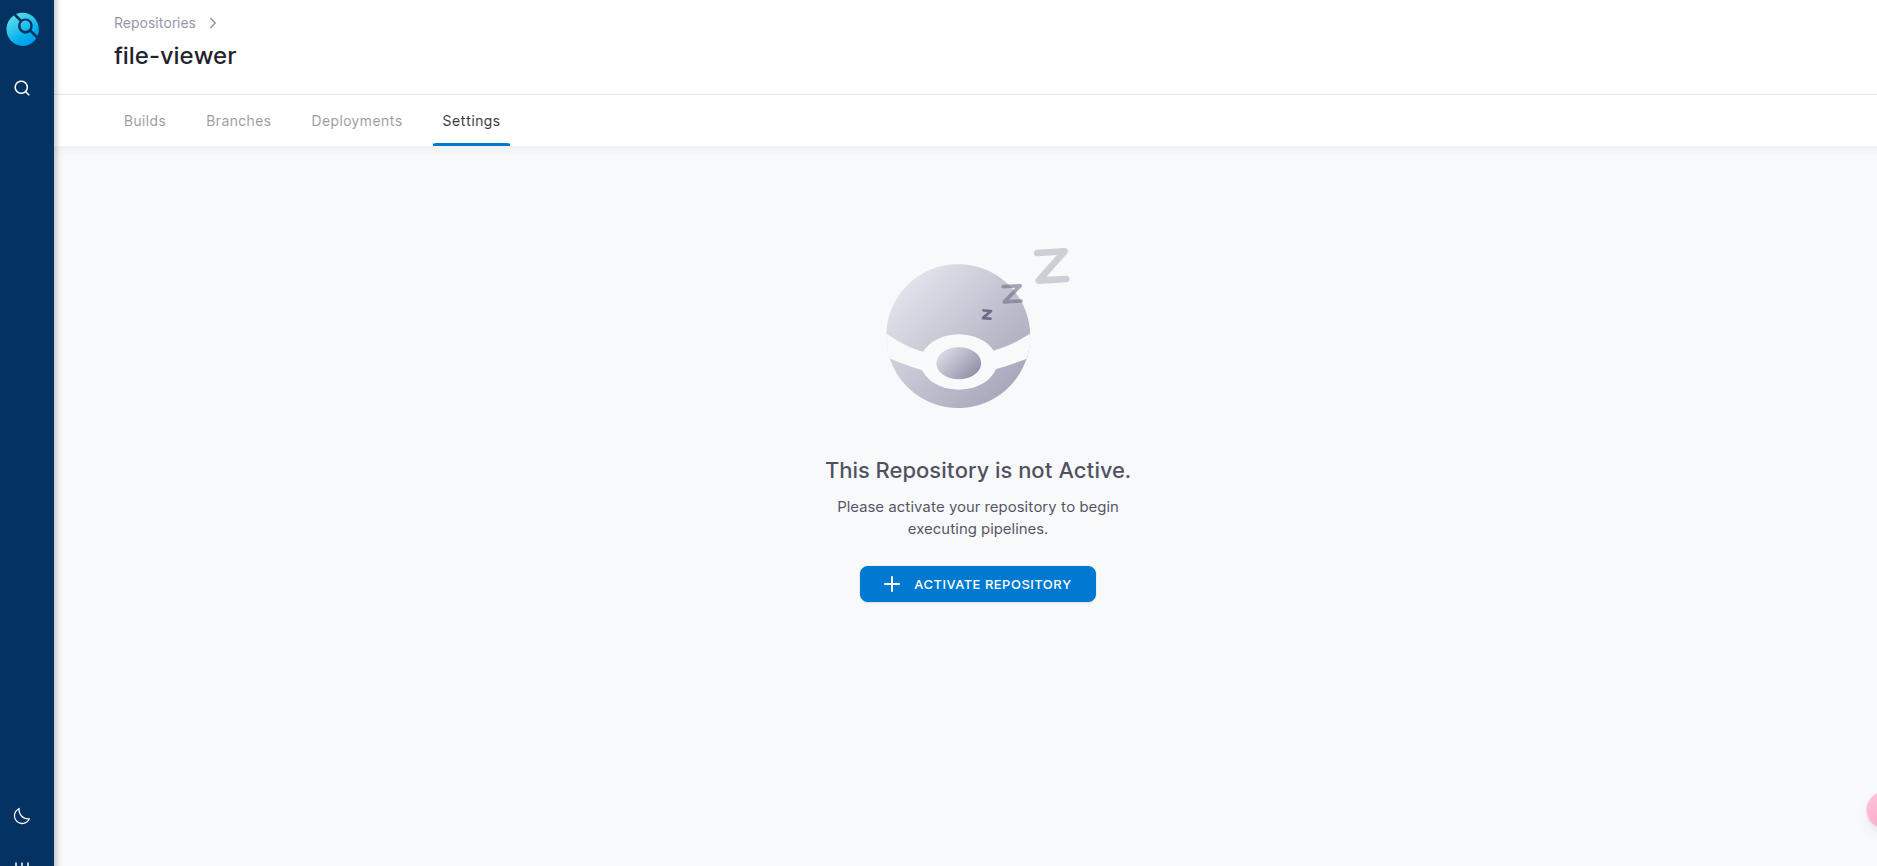 Repositories
file-viewer
Builds Branches Deployments Settings
z z Z
This Repository is not Active.
Please activate your repository to begin
executing pipelines.
ACTIVATE REPOSITORY